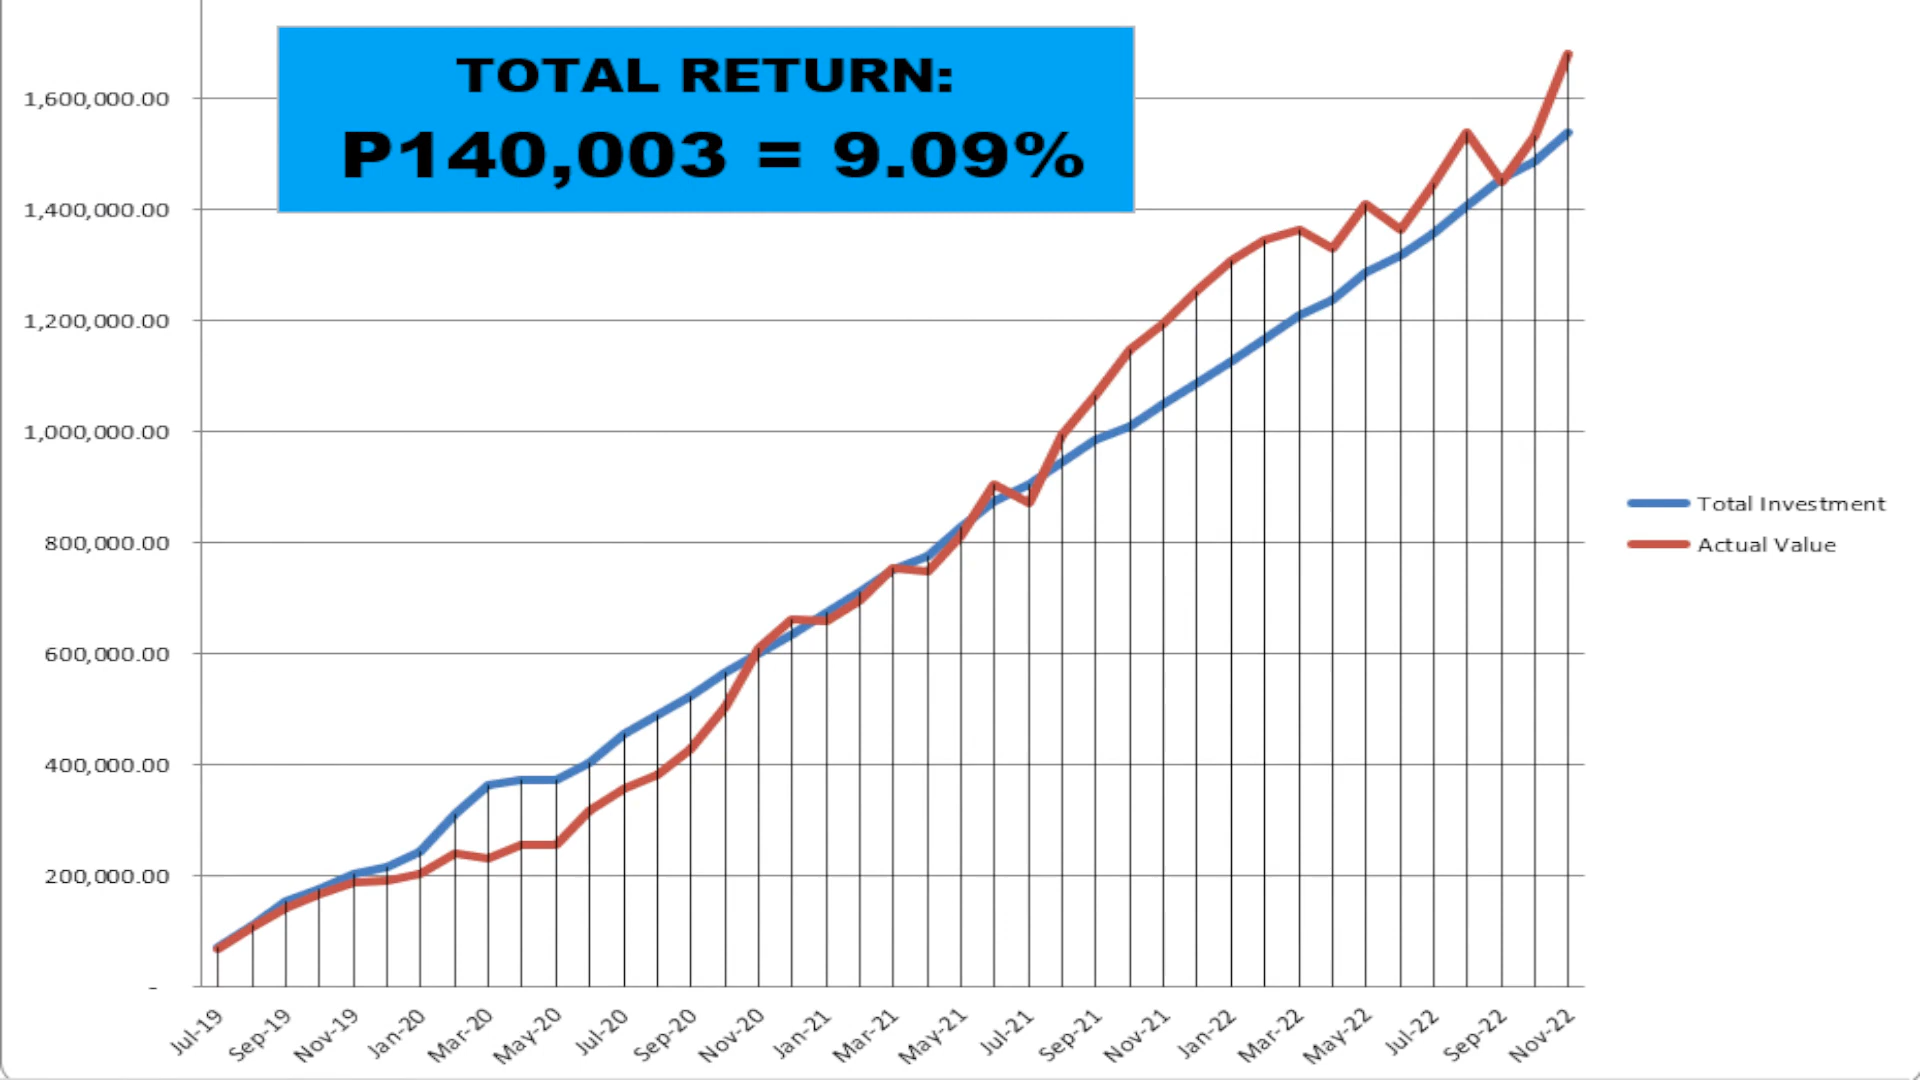 TOTAL RETURN:
P140,003 = 9.09%
1,600,000.00
1,400,000.00
1,200,000.00
1,000,000.00
800,000.00
600,000.00
400,000.00
200,000.00
-
Total Investment
Actual Value
Jul-19 Sep-19 Nov-19 Jan-20 Mar-20 May-20 Jul-20 Sep-20 Nov-20 Jan-21 Mar-21 May-21 Jul-21 Sep-21 Nov-21 Jan-22 Mar-22 May-22 Jul-22 Sep-22 Nov-22